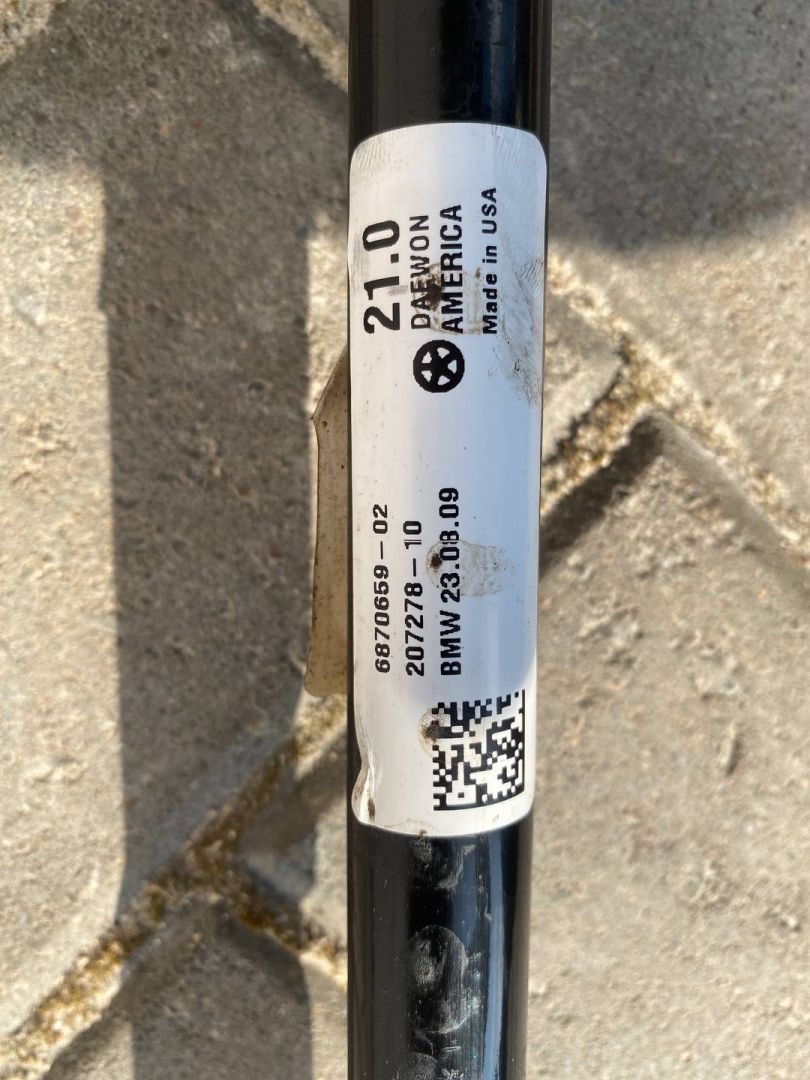 21.0
DAEWON
AMERICA
Made in USA
6870659-02
207278-10
BMW 23.08.09